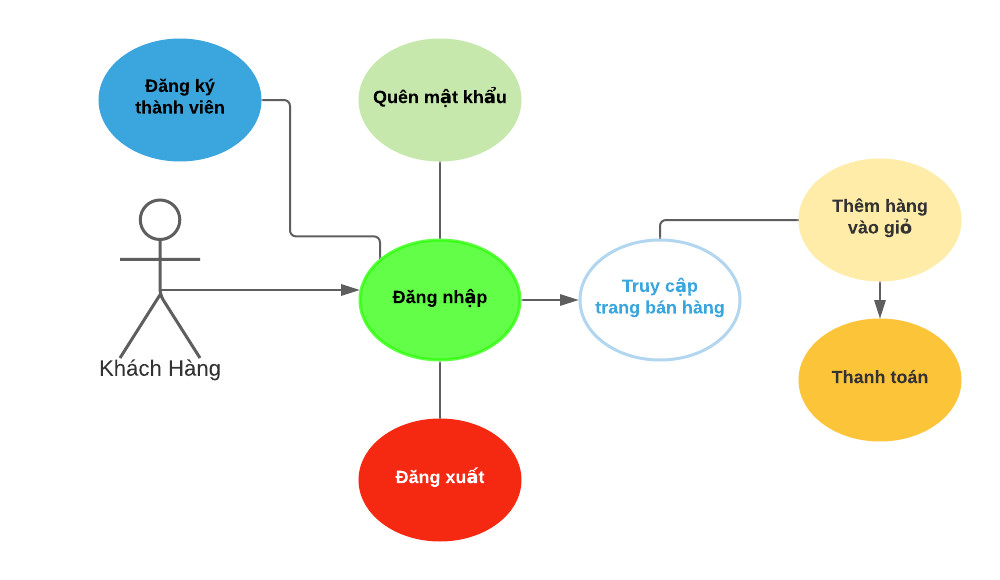 Đăng ký
thành viên
Quên mật khẩu
Thêm hàng
vào giỏ
Đăng nhập
Truy cập
trang bán hàng
Khách Hàng
Thanh toán
Đăng xuất